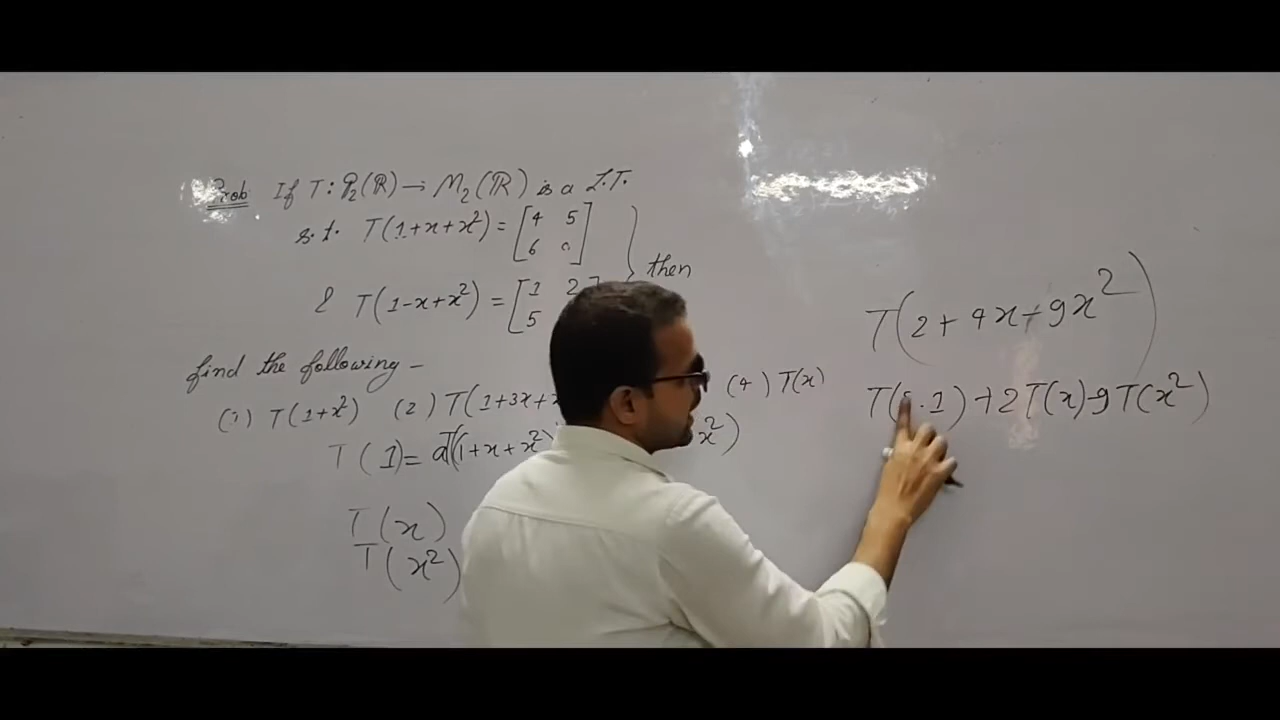 Prob If T: P₂(ℝ) → M₂(ℝ) is a L.T.
s.t. T(1+x+x²) = [4 5
6 0]
& T(1-x+x²) = [1 2
5
} then
find the following -
(1) T(1+x²) (2) T(1+3x+ (4) T(x)
T(1) = aT(1+x+x²) x²)
T(x)
T(x²)
T(2+4x+9x²)
T( .1)+2T(x)-9T(x²)